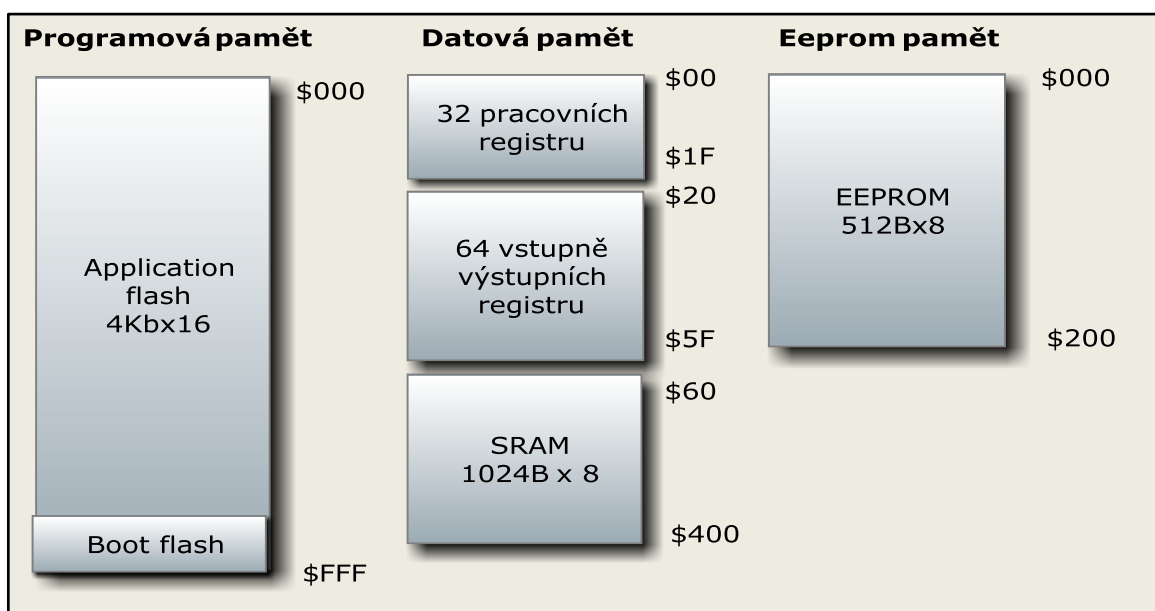 Programová pamět
$000
Application
flash
4Kbx16
Boot flash
$FFF
Datová pamět
$00
32 pracovních
registru
$1F
$20
64 vstupně
výstupních
registru
$5F
$60
SRAM
1024B x 8
$400
Eeprom pamět
$000
EEPROM
512Bx8
$200